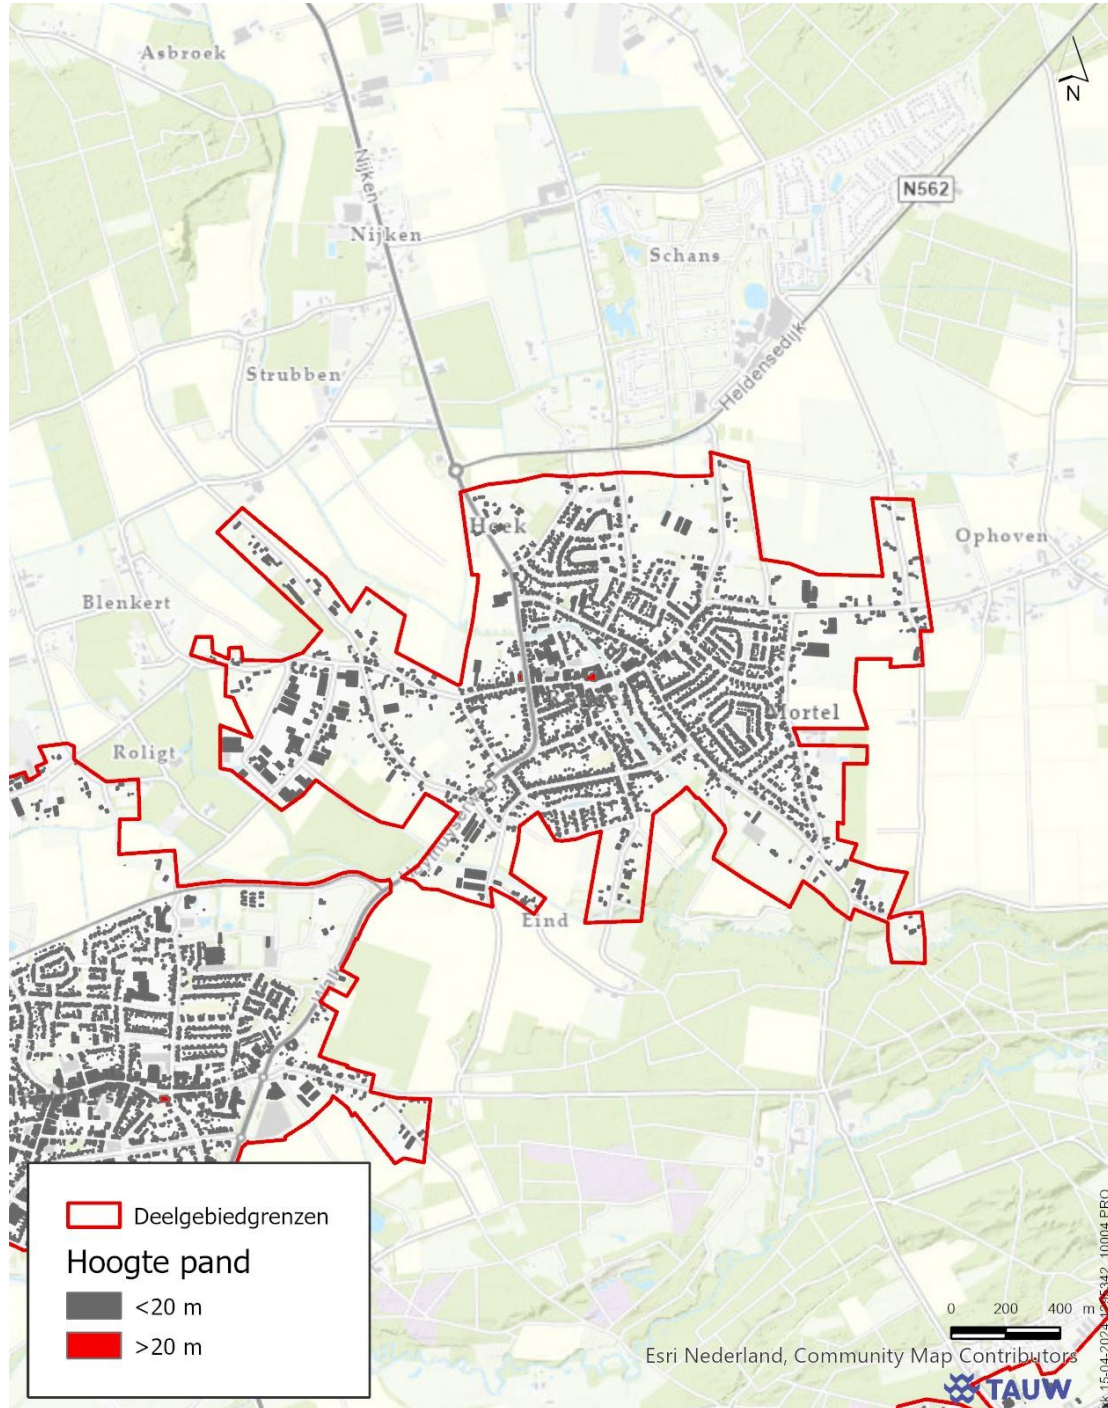 Asbroek
N
Nijken
N562
Nijken
Schans
Strubben
Heldensedijk
Hoek
Ophoven
Blenkert
Mortel
Roligt
Eind
Deelgebiedgrenzen
Hoogte pand
<20 m
>20 m
0 200 400 m
Esri Nederland, Community Map Contributors
TAUW